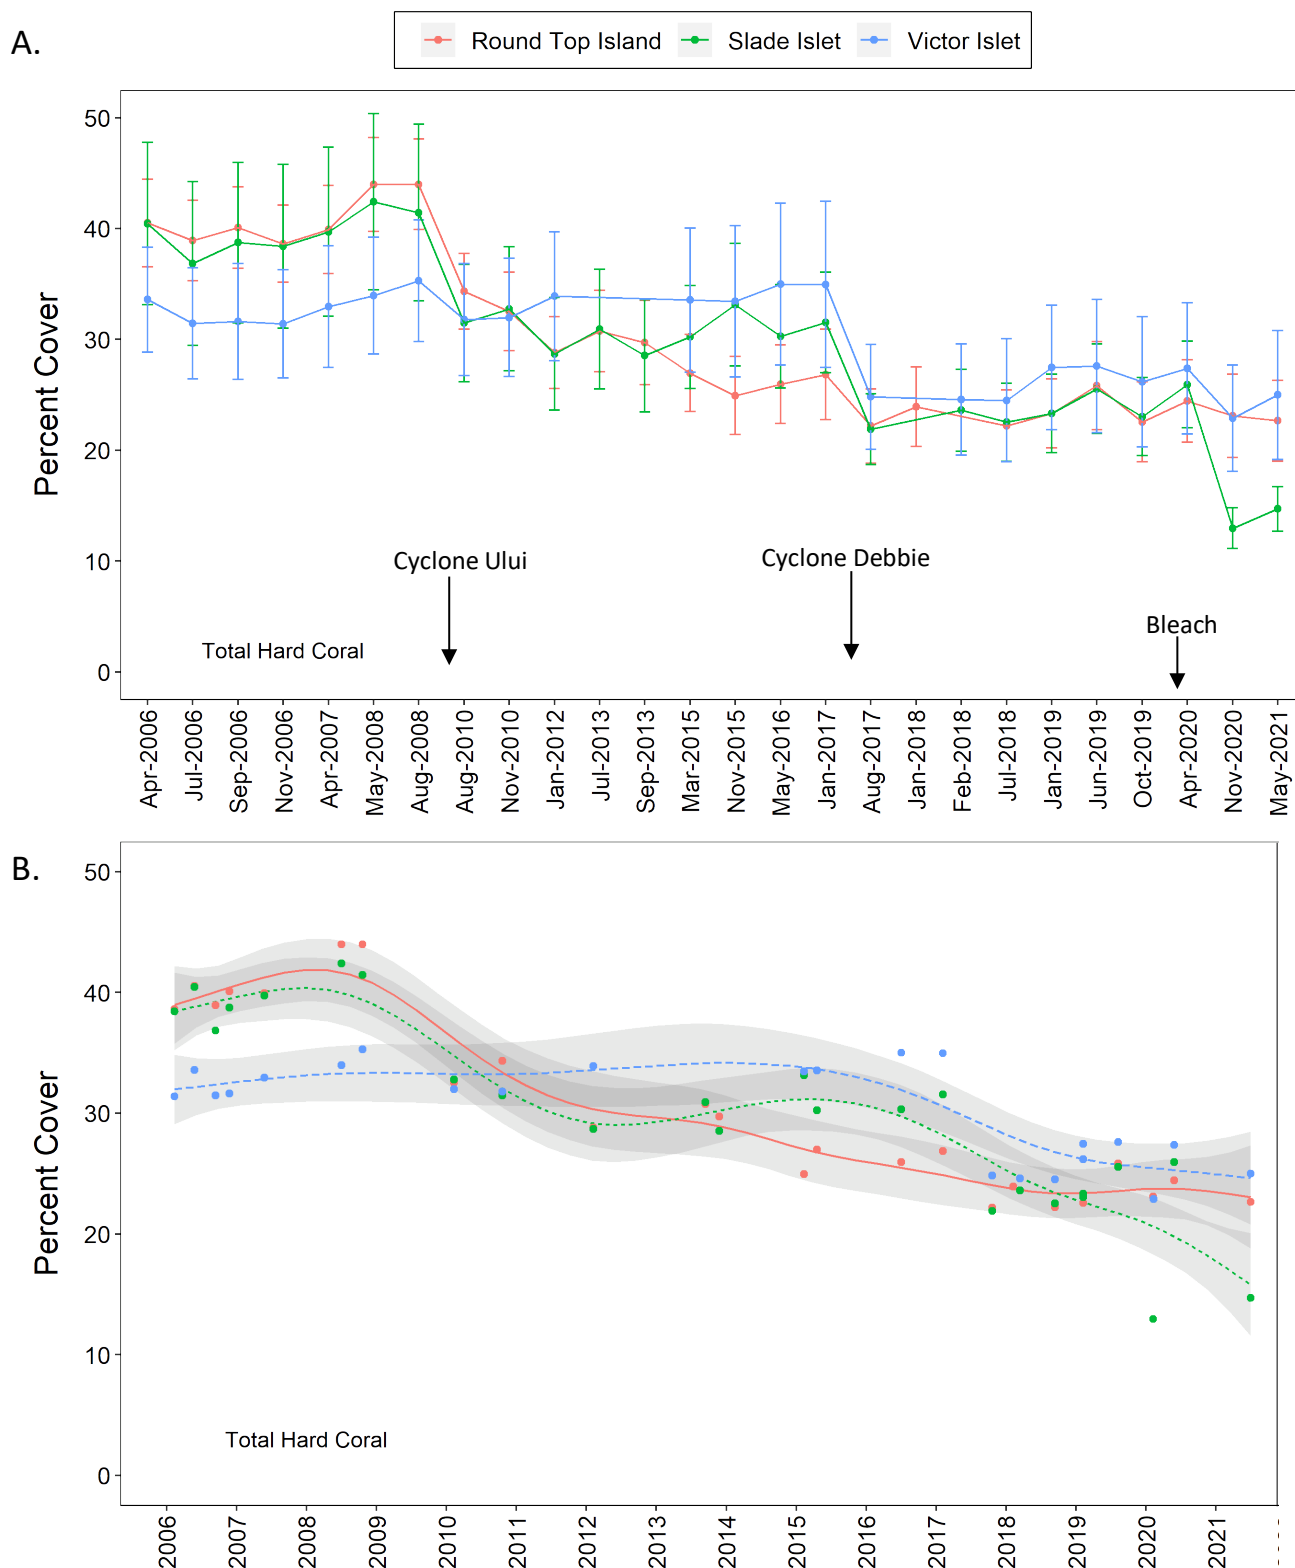 A.
Round Top Island Slade Islet Victor Islet
Percent Cover
50
40
30
20
10
0
Cyclone Ului
Cyclone Debbie
Bleach
Total Hard Coral
Apr-2006
Jul-2006
Sep-2006
Nov-2006
Apr-2007
May-2008
Aug-2008
Aug-2010
Nov-2010
Jan-2012
Jul-2013
Sep-2013
Mar-2015
Nov-2015
May-2016
Jan-2017
Aug-2017
Jan-2018
Feb-2018
Jul-2018
Jan-2019
Jun-2019
Oct-2019
Apr-2020
Nov-2020
May-2021
B.
Percent Cover
50
40
30
20
10
0
Total Hard Coral
2006
2007
2008
2009
2010
2011
2012
2013
2014
2015
2016
2017
2018
2019
2020
2021